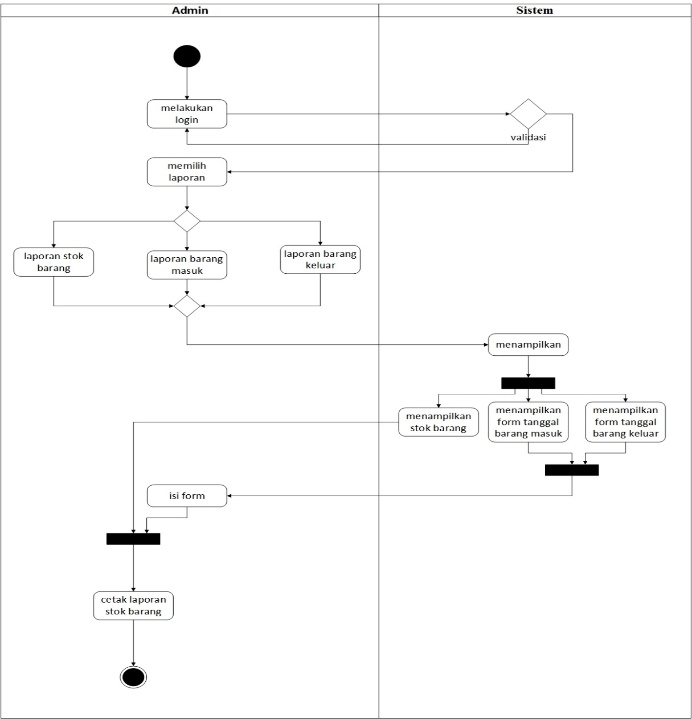 Admin
Sistem
melakukan
login
validasi
memilih
laporan
laporan stok
barang
laporan barang
masuk
laporan barang
keluar
menampilkan
menampilkan
stok barang
menampilkan
form tanggal
barang masuk
menampilkan
form tanggal
barang keluar
isi form
cetak laporan
stok barang